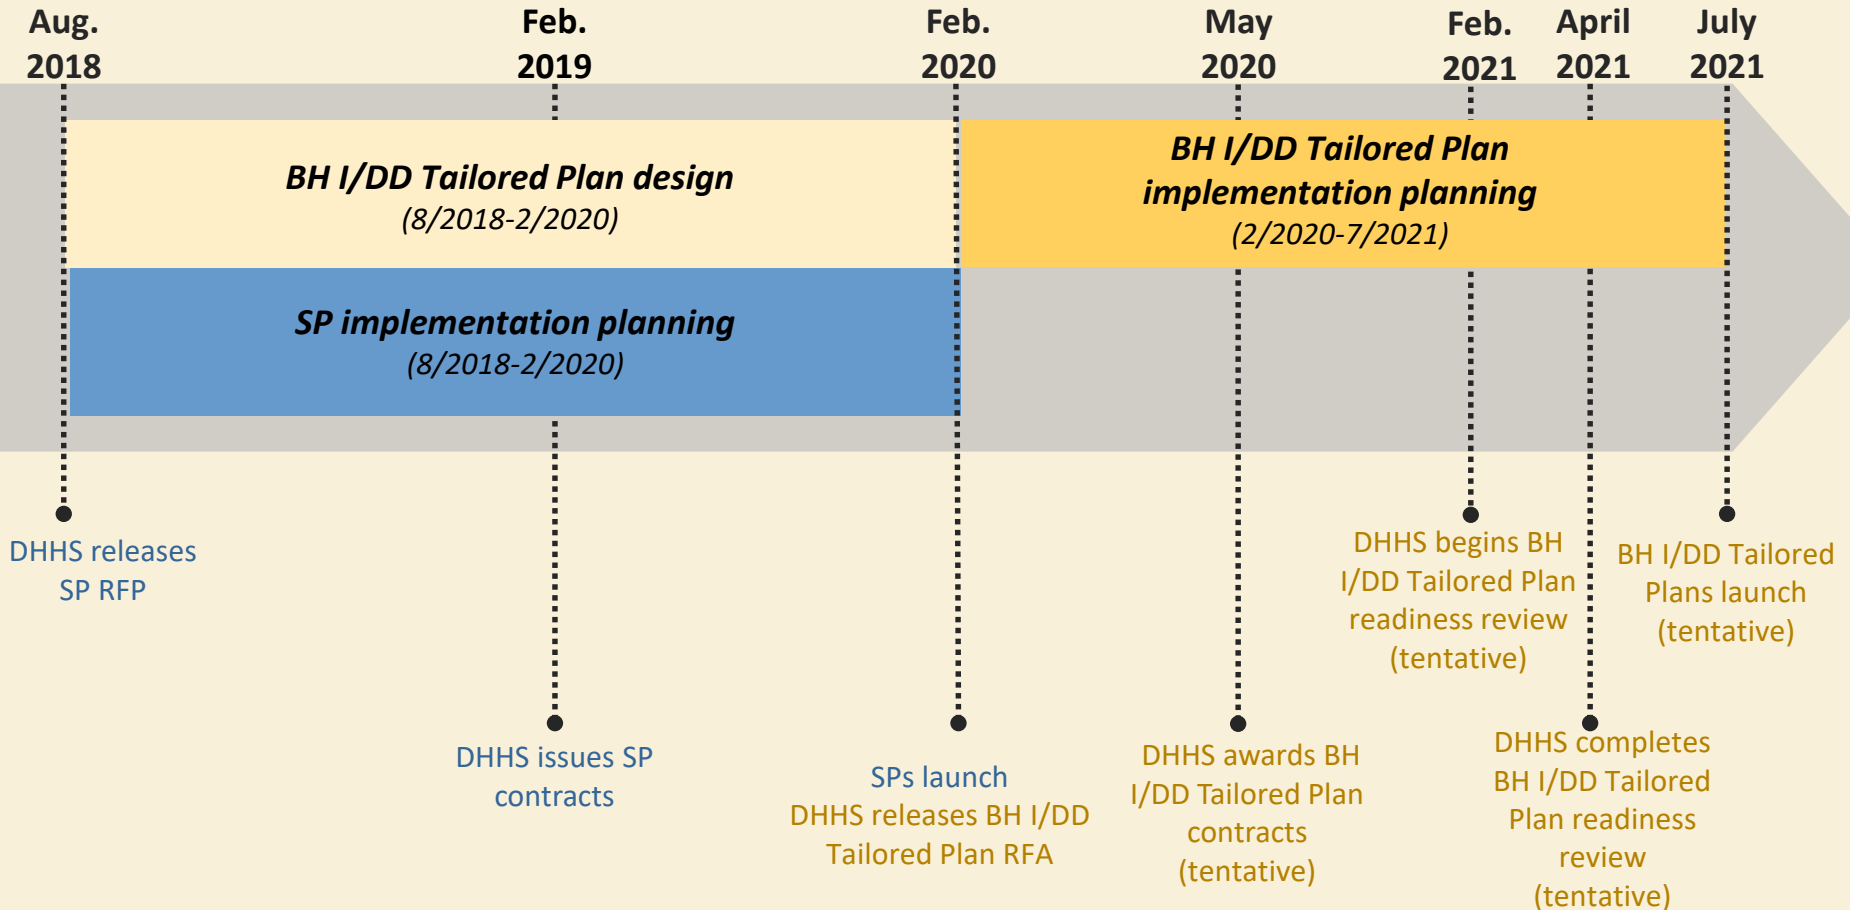 Aug.
2018
Feb.
2019
Feb.
2020
May
2020
Feb.
2021
April
2021
July
2021
BH I/DD Tailored Plan design
(8/2018-2/2020)
BH I/DD Tailored Plan
implementation planning
(2/2020-7/2021)
SP implementation planning
(8/2018-2/2020)
DHHS releases
SP RFP
DHHS issues SP
contracts
SPs launch
DHHS releases BH I/DD
Tailored Plan RFA
DHHS awards BH
I/DD Tailored Plan
contracts
(tentative)
DHHS begins BH
I/DD Tailored Plan
readiness review
(tentative)
DHHS completes
BH I/DD Tailored
Plan readiness
review
(tentative)
BH I/DD Tailored
Plans launch
(tentative)